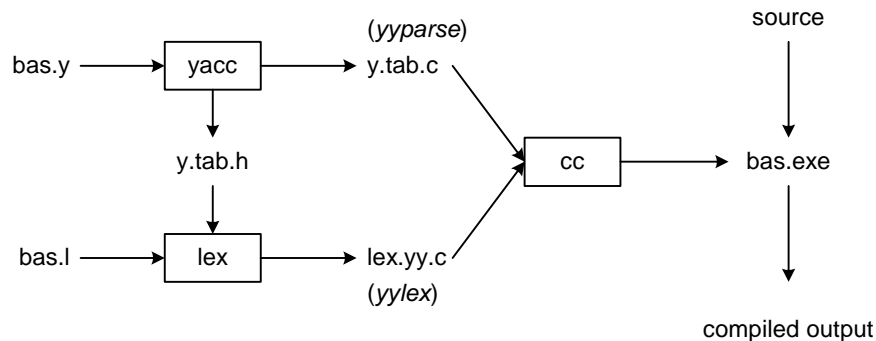 (yyparse)
source
bas.y
yacc
y.tab.c
y.tab.h
cc
bas.exe
bas.l
lex
lex.yy.c
(yylex)
compiled output